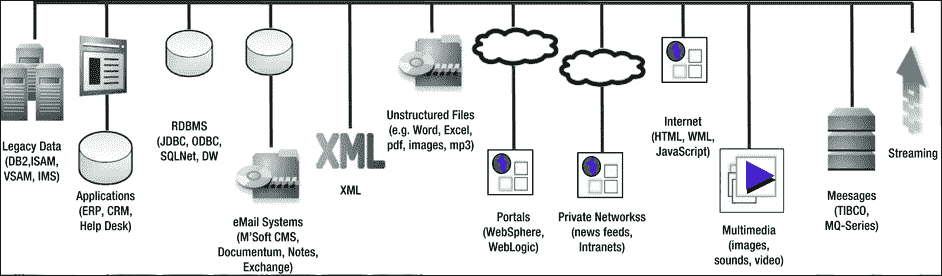 Legacy Data
(DB2,ISAM,
VSAM, IMS)
Applications
(ERP, CRM,
Help Desk)
RDBMS
(JDBC, ODBC,
SQLNet, DW
eMail Systems
(M'Soft CMS,
Documentum, Notes,
Exchange)
XML
XML
Unstructured Files
(e.g. Word, Excel,
pdf, images, mp3)
Portals
(WebSphere,
WebLogic)
Private Networkss
(news feeds,
Intranets)
Internet
(HTML, WML,
JavaScript)
Multimedia
(images,
sounds, video)
Meesages
(TIBCO,
MQ-Series)
Streaming